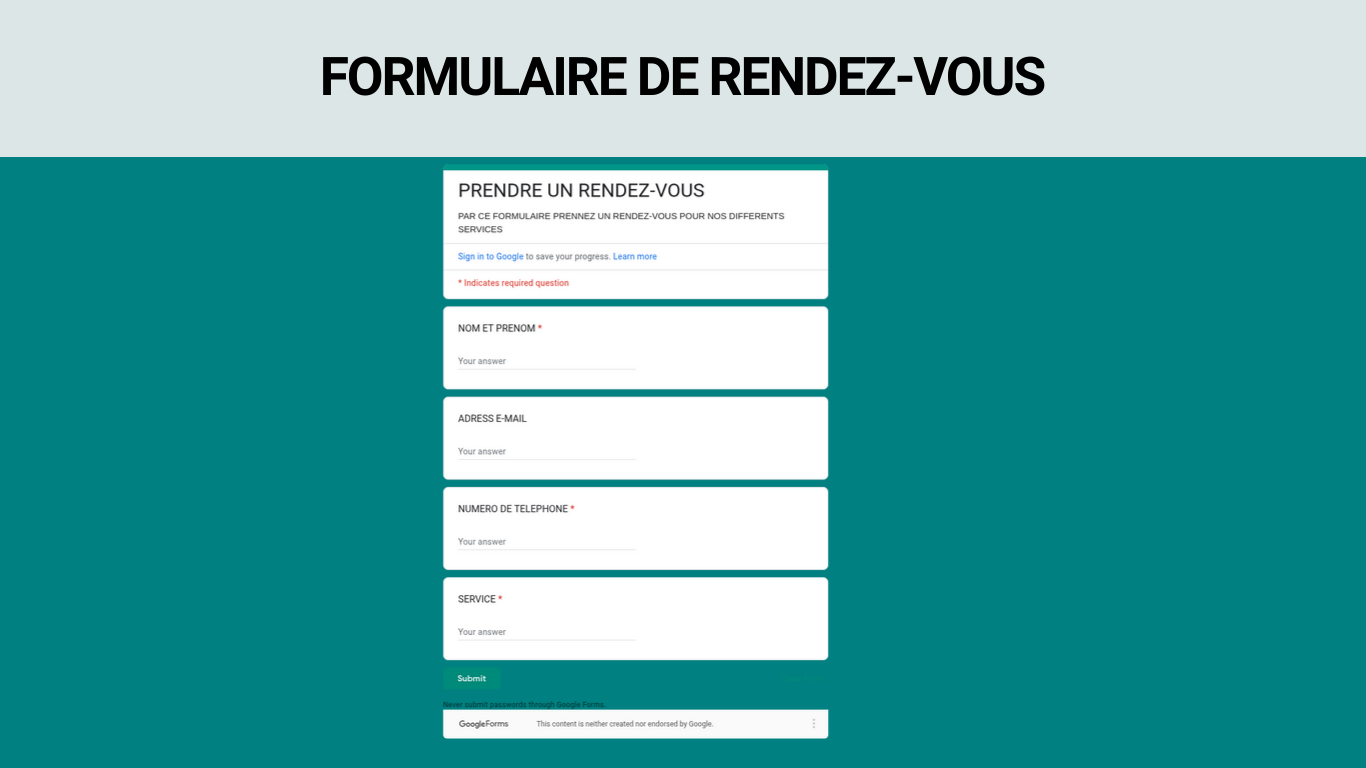 FORMULAIRE DE RENDEZ-VOUS
PRENDRE UN RENDEZ-VOUS
PAR CE FORMULAIRE PRENNEZ UN RENDEZ-VOUS POUR NOS DIFFERENTS
SERVICES
Sign in to Google to save your progress. Learn more
* Indicates required question
NOM ET PRENOM *
Your answer
ADRESS E-MAIL
Your answer
NUMERO DE TELEPHONE *
Your answer
SERVICE *
Your answer
Submit
Never submit passwords through Google Forms.
GoogleForms This content is neither created nor endorsed by Google.